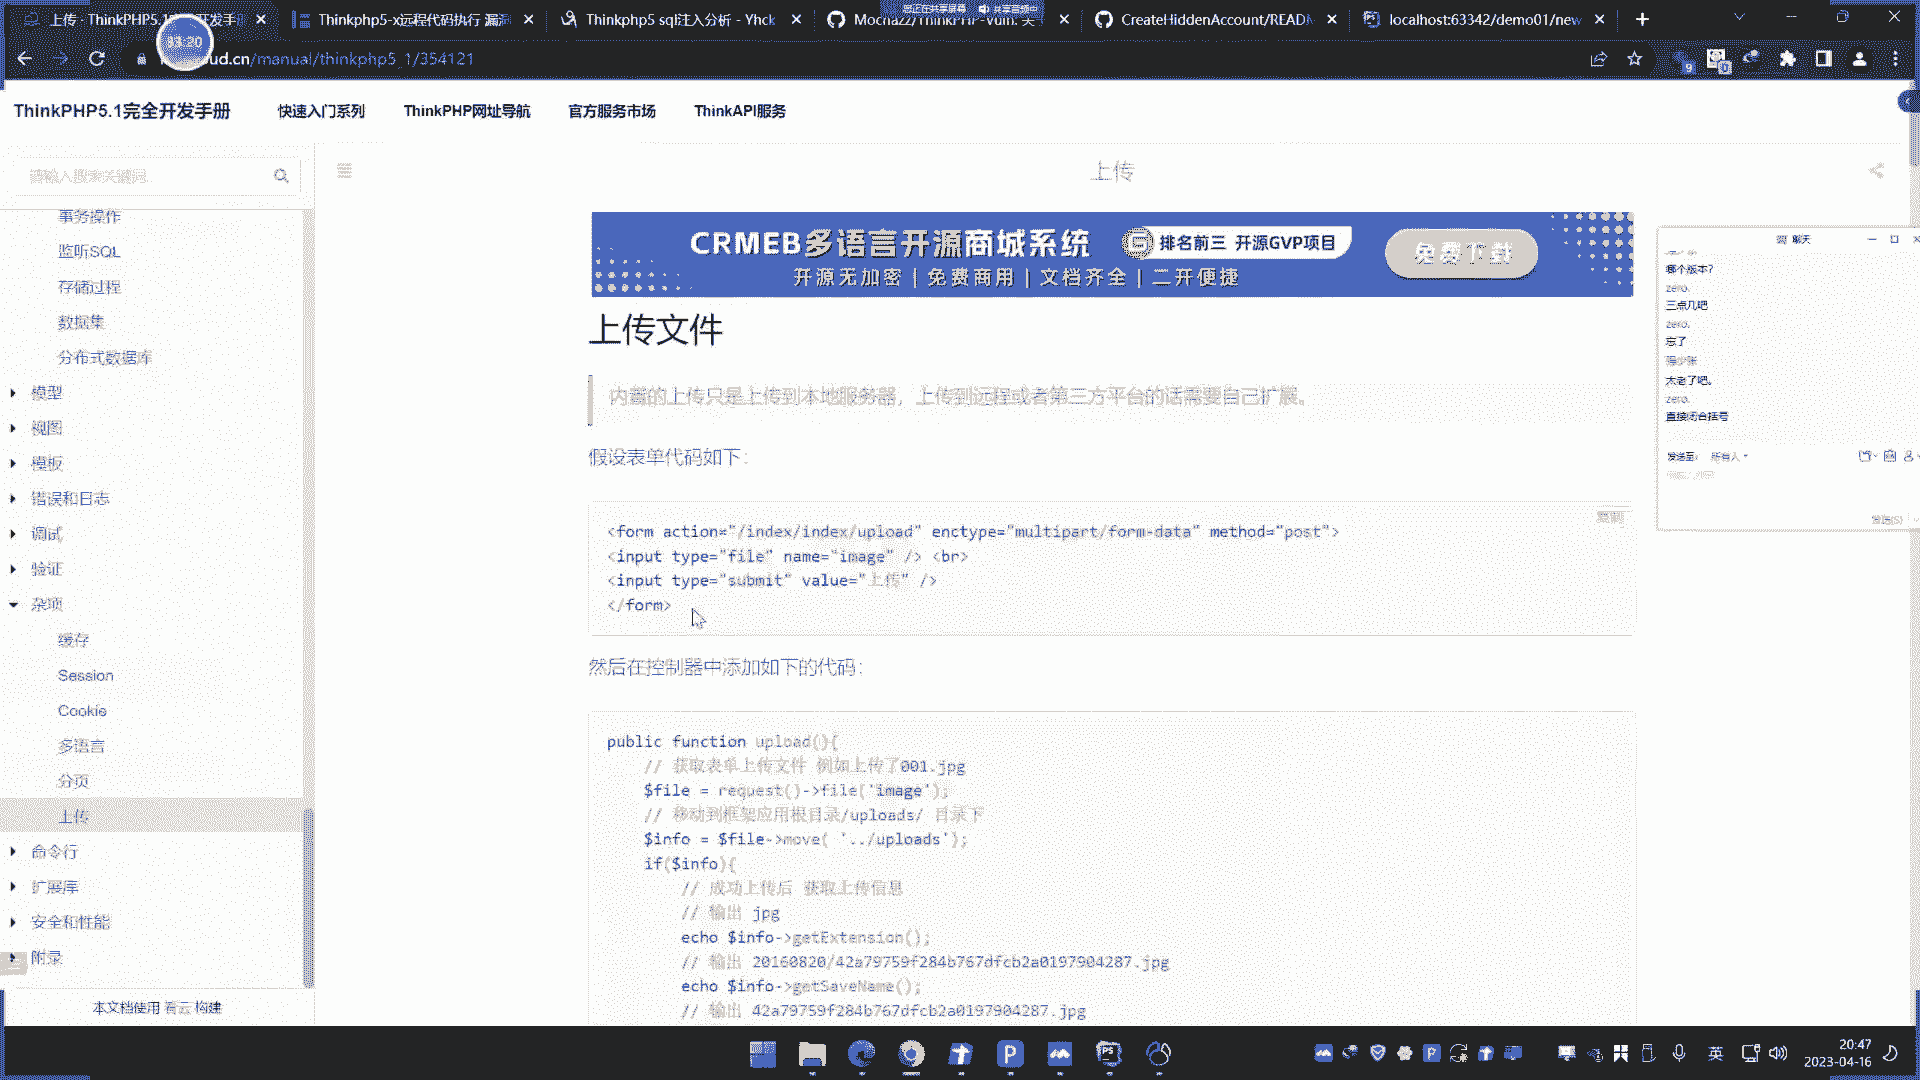 上传 · ThinkPHP5.1
Thinkphp5-x远程代码执行 漏洞
Thinkphp5 sql注入分析 - Yhck
Mochazz/ThinkPHP-Vuln: 关于
CreateHiddenAccount/READM
localhost:63342/demo01/new
您正在共享屏幕 共享音频中
33:20
ud.cn/manual/thinkphp5_1/354121
ThinkPHP5.1完全开发手册
快速入门系列
ThinkPHP网址导航
官方服务市场
ThinkAPI服务
请输入搜索关键词...
上传
事务操作
监听SQL
存储过程
数据集
分布式数据库
模型
视图
模板
错误和日志
调试
验证
杂项
缓存
Session
Cookie
多语言
分页
上传
命令行
扩展库
安全和性能
附录
本文档使用 看云 构建
CRMEB多语言开源商城系统
排名前三 开源GVP项目
免费下载
开源无加密 | 免费商用 | 文档齐全 | 二开便捷
上传文件
内置的上传只是上传到本地服务器，上传到远程或者第三方平台的话需要自己扩展。
假设表单代码如下：
复制
<form action="/index/index/upload" enctype="multipart/form-data" method="post">
<input type="file" name="image" /> <br>
<input type="submit" value="上传" />
</form>
然后在控制器中添加如下的代码：
public function upload(){
// 获取表单上传文件 例如上传了001.jpg
$file = request()->file('image');
// 移动到框架应用根目录/uploads/ 目录下
$info = $file->move( '../uploads');
if($info){
// 成功上传后 获取上传信息
// 输出 jpg
echo $info->getExtension();
// 输出 20160820/42a79759f284b767dfcb2a0197904287.jpg
echo $info->getSaveName();
// 输出 42a79759f284b767dfcb2a0197904287.jpg
聊天
哪个版本?
zero.
三点几吧
zero.
忘了
太老了吧。
zero.
直接闭合括号
发送至: 所有人
发送(S)
英
20:47
2023-04-16